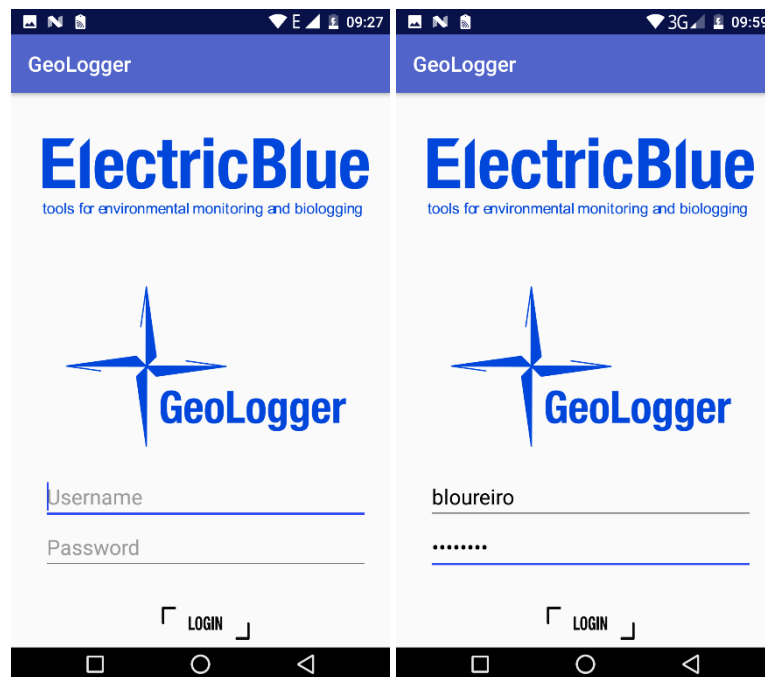 E 09:27
GeoLogger
ElectricBlue
tools for environmental monitoring and biologging
GeoLogger
Username
Password
LOGIN
3G 09:59
GeoLogger
ElectricBlue
tools for environmental monitoring and biologging
GeoLogger
bloureiro
••••••••
LOGIN